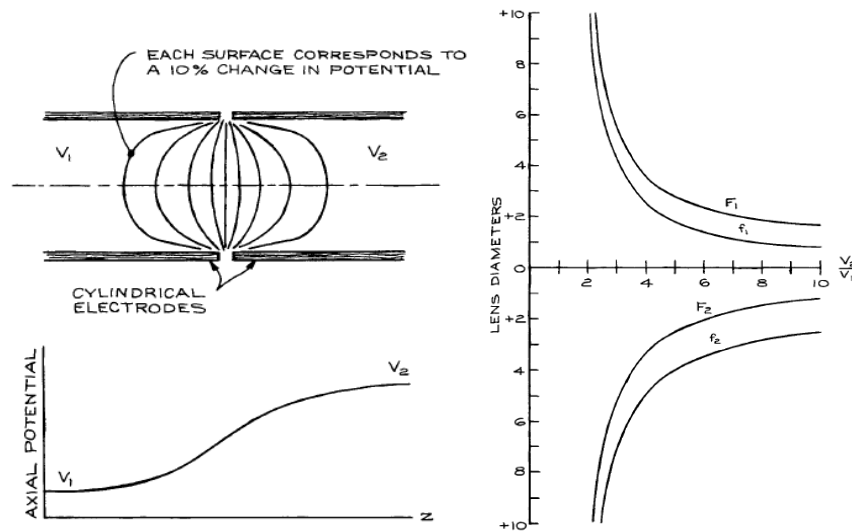 EACH SURFACE CORRESPONDS TO
A 10% CHANGE IN POTENTIAL
V₁
V₂
CYLINDRICAL
ELECTRODES
AXIAL POTENTIAL
V₁
V₂
Z
+10
8
6
4
+2
0
+2
4
6
8
+10
LENS DIAMETERS
F₁
f₁
2
4
6
8
10
V₂
V₁
F₂
f₂